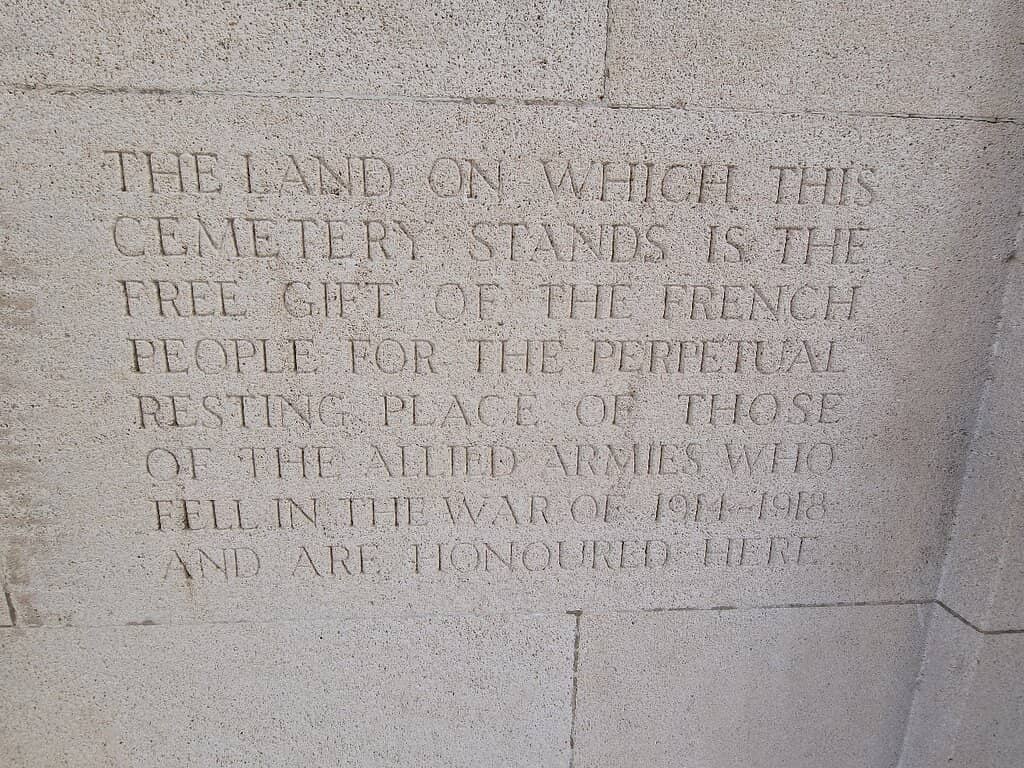 THE LAND ON WHICH THIS
CEMETERY STANDS IS THE
FREE GIFT OF THE FRENCH
PEOPLE FOR THE PERPETUAL
RESTING PLACE OF THOSE
OF THE ALLIED ARMIES WHO
FELL IN THE WAR OF 1914–1918
AND ARE HONOURED HERE